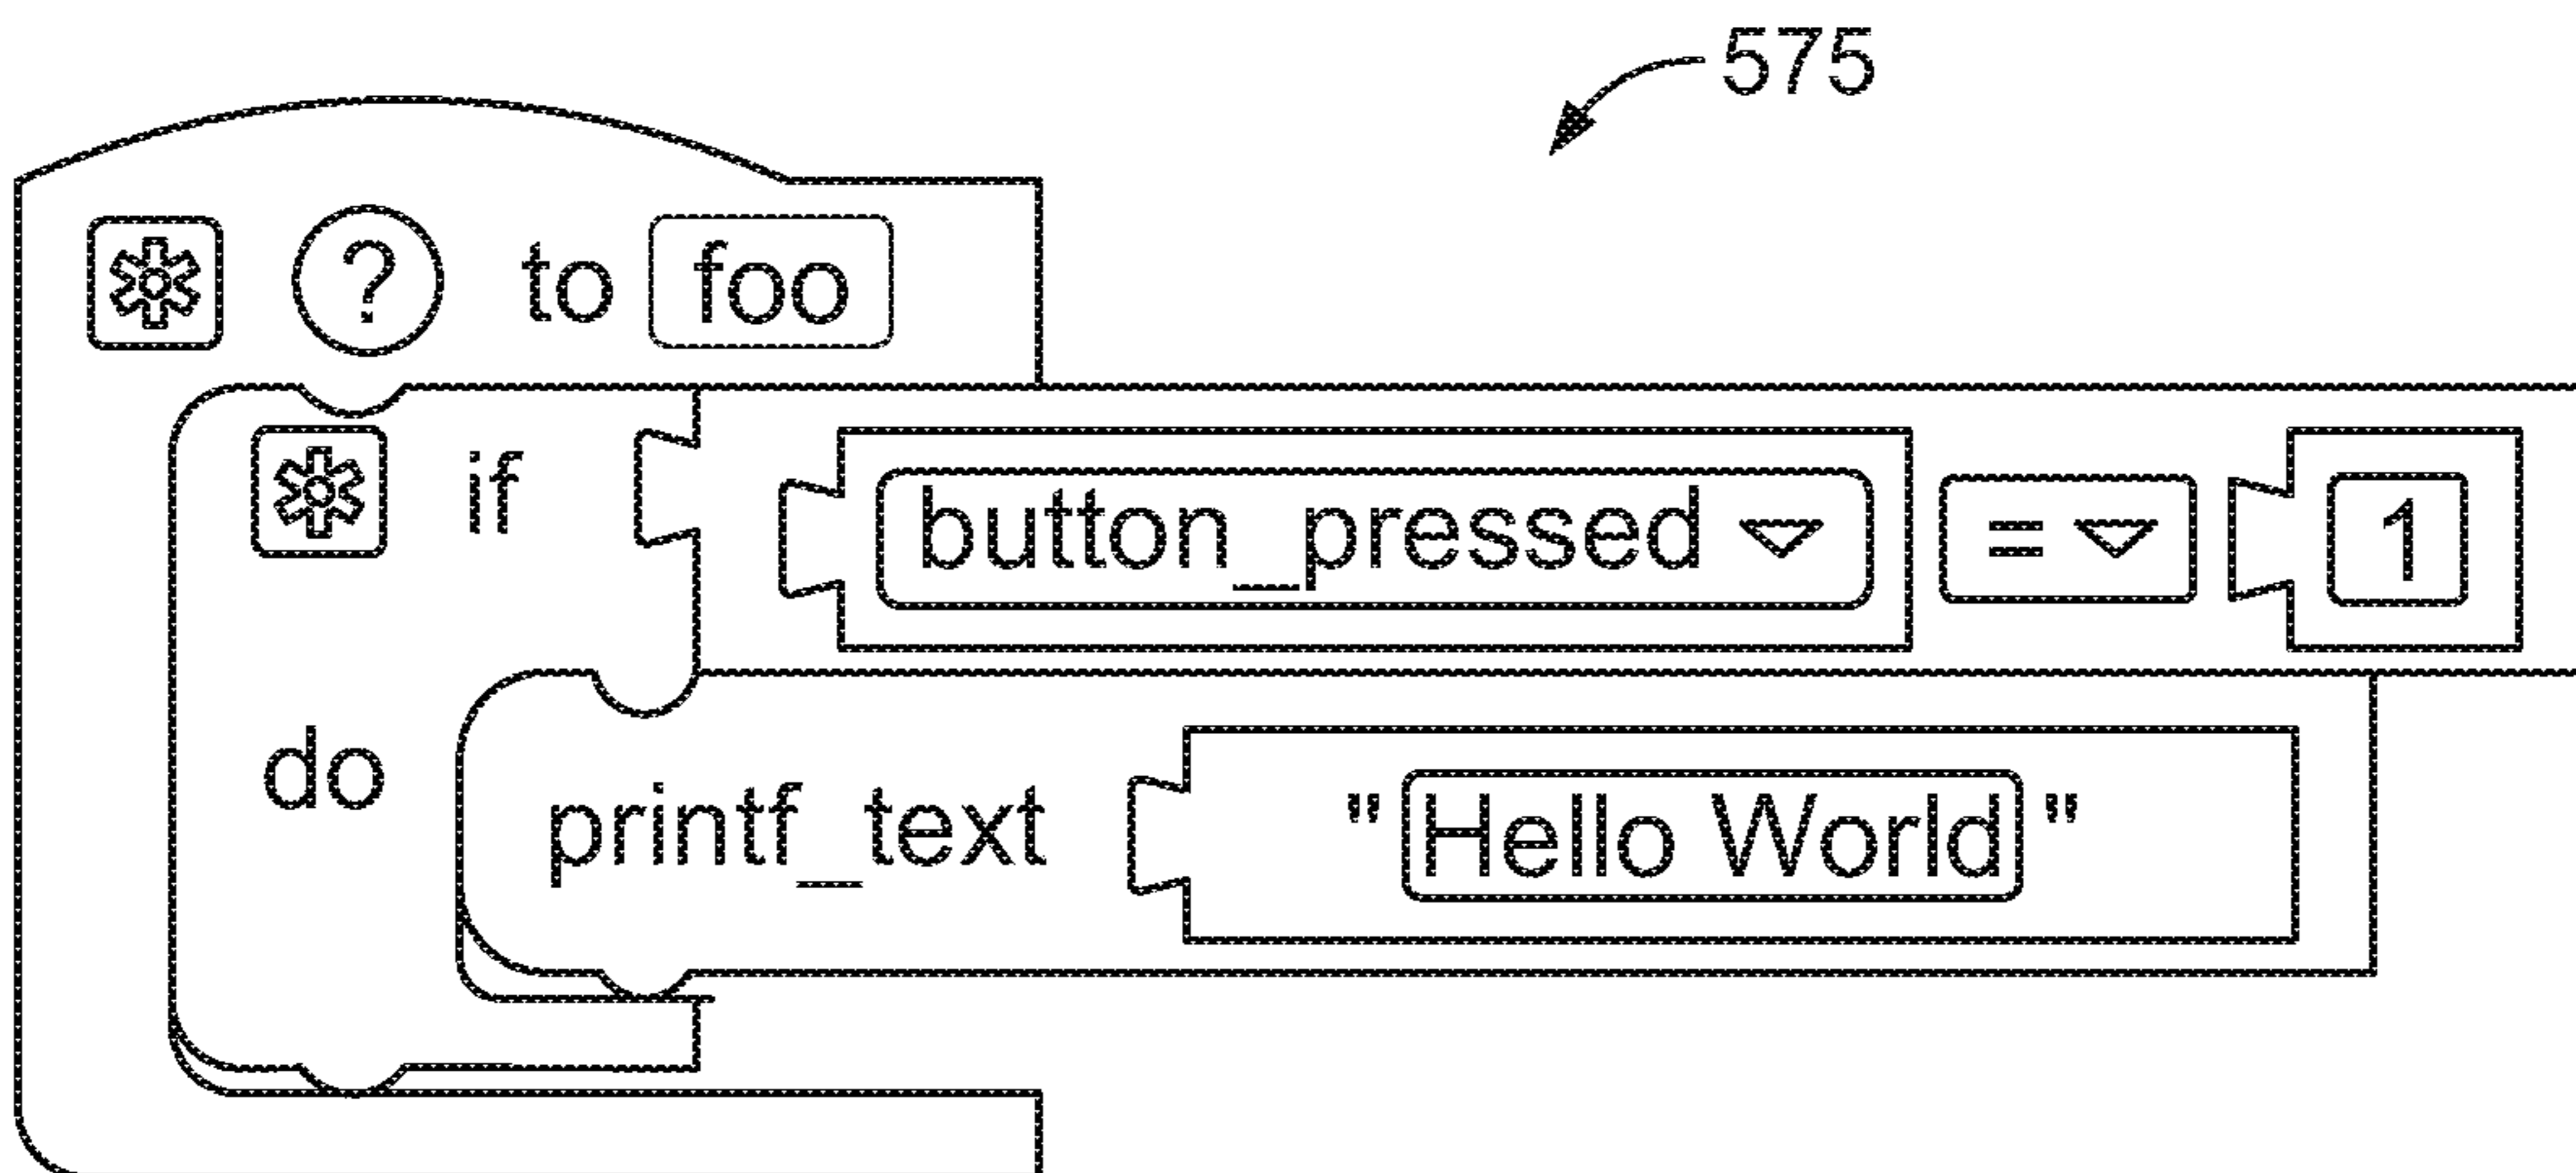 575
? to foo
if button_pressed = 1
do printf_text "Hello World"